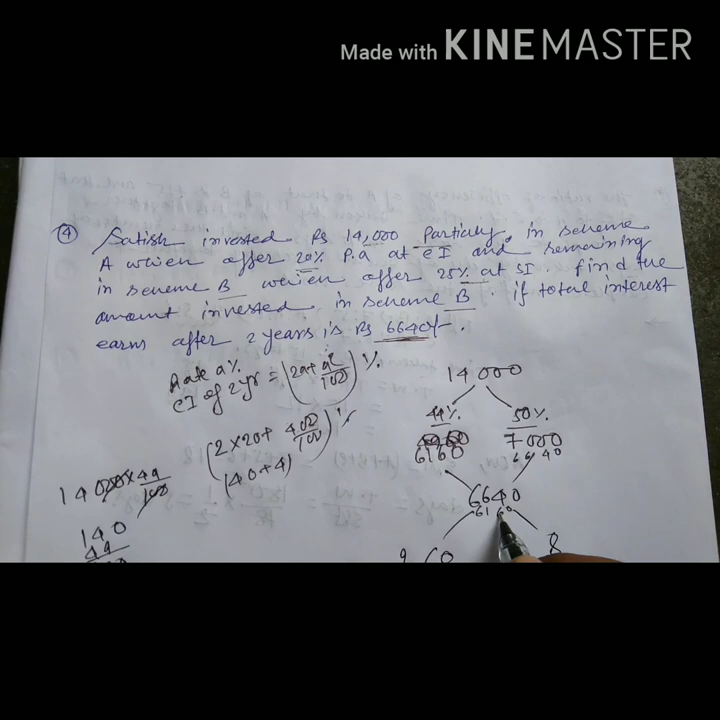 Made with KINEMASTER
④ Satish invested Rs 14,000 Partially in scheme
A which offer 20% P.a at CI and remaining
in scheme B which offer 25% at SI find the
amount invested in scheme B. if total interest
earn after 2 years is Rs 6640/-.
Rate a%
CI of 2yr = (2a + a²/100)%
(2×20 + 400/100)%
(40+4)
14000 × 44/100
140
44
14000
44% 50%
6160 7000
6640
6640
6160
8